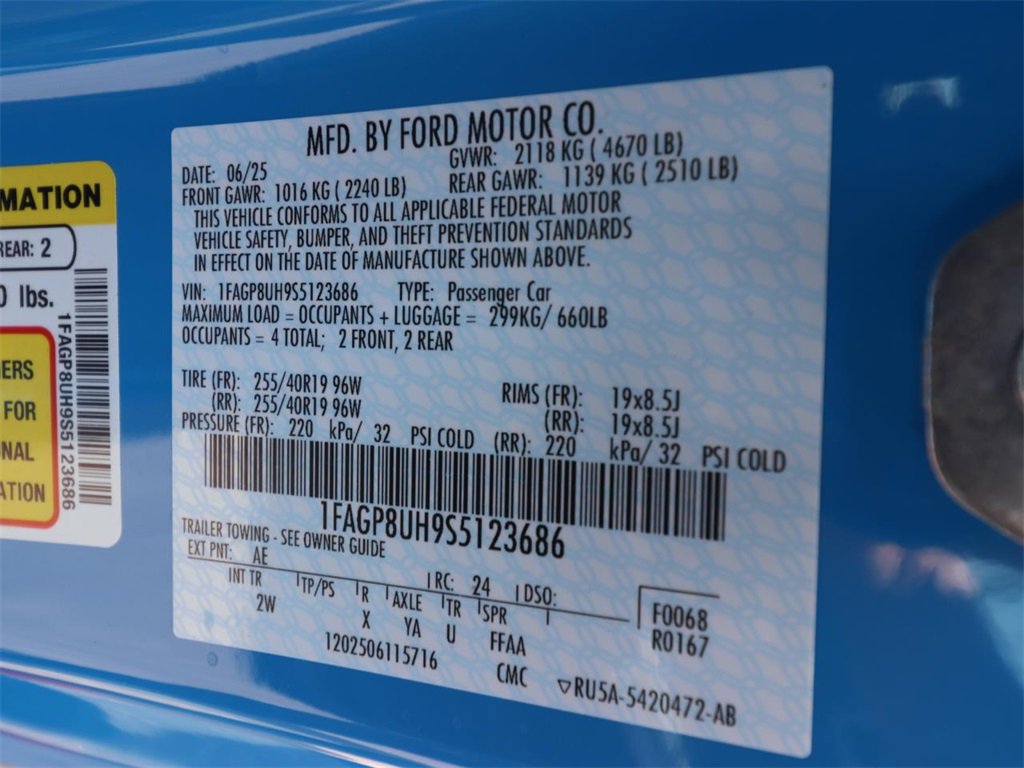 MATION
REAR: 2
0 lbs.
GERS
FOR
ONAL
ATION
1FAGP8UH9S5123686
MFD. BY FORD MOTOR CO.
DATE: 06/25 GVWR: 2118 KG ( 4670 LB)
FRONT GAWR: 1016 KG ( 2240 LB) REAR GAWR: 1139 KG ( 2510 LB)
THIS VEHICLE CONFORMS TO ALL APPLICABLE FEDERAL MOTOR
VEHICLE SAFETY, BUMPER, AND THEFT PREVENTION STANDARDS
IN EFFECT ON THE DATE OF MANUFACTURE SHOWN ABOVE.
VIN: 1FAGP8UH9S5123686 TYPE: Passenger Car
MAXIMUM LOAD = OCCUPANTS + LUGGAGE = 299KG/ 660LB
OCCUPANTS = 4 TOTAL; 2 FRONT, 2 REAR
TIRE (FR): 255/40R19 96W RIMS (FR): 19x8.5J
(RR): 255/40R19 96W (RR): 19x8.5J
PRESSURE (FR): 220 kPa/ 32 PSI COLD (RR): 220 kPa/ 32 PSI COLD
1FAGP8UH9S5123686
TRAILER TOWING - SEE OWNER GUIDE
EXT PNT: AE RC: 24 DSO:
INT TR TP/PS R AXLE TR SPR F0068
2W X YA U FFAA R0167
1202506115716 CMC ▽RU5A-5420472-AB